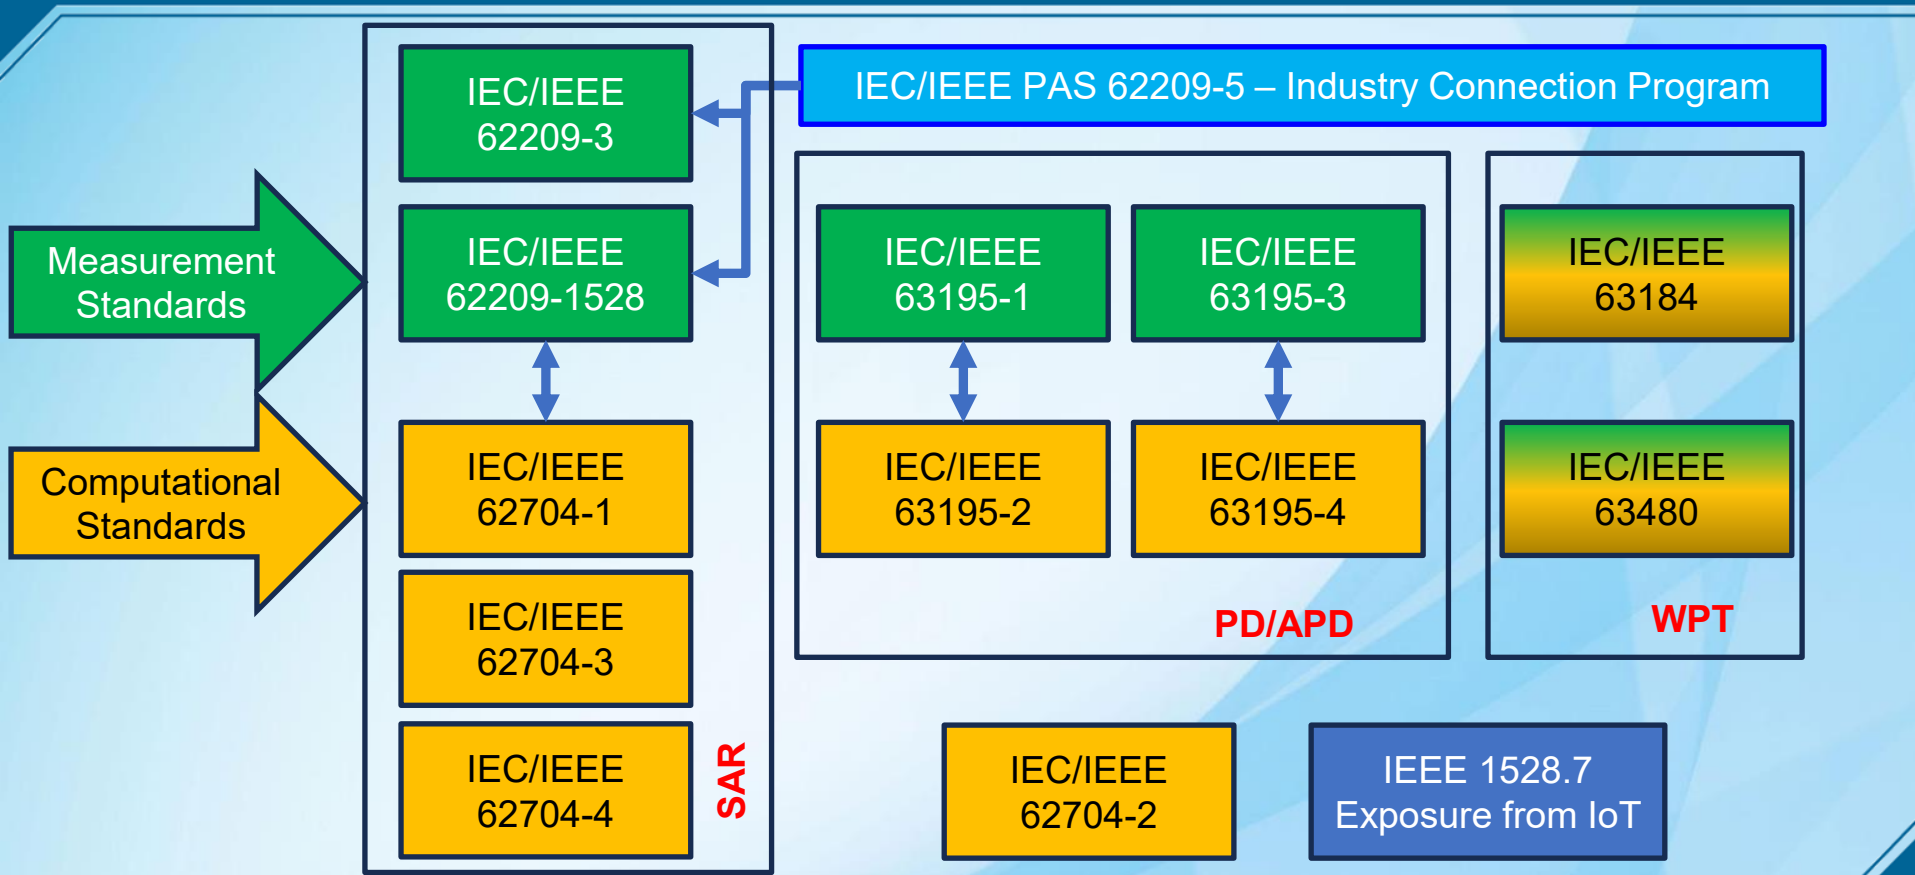 IEC/IEEE
62209-3
IEC/IEEE PAS 62209-5 – Industry Connection Program
Measurement
Standards
IEC/IEEE
62209-1528
IEC/IEEE
63195-1
IEC/IEEE
63195-3
IEC/IEEE
63184
Computational
Standards
IEC/IEEE
62704-1
IEC/IEEE
63195-2
IEC/IEEE
63195-4
IEC/IEEE
63480
IEC/IEEE
62704-3
PD/APD
WPT
IEC/IEEE
62704-4
SAR
IEC/IEEE
62704-2
IEEE 1528.7
Exposure from IoT